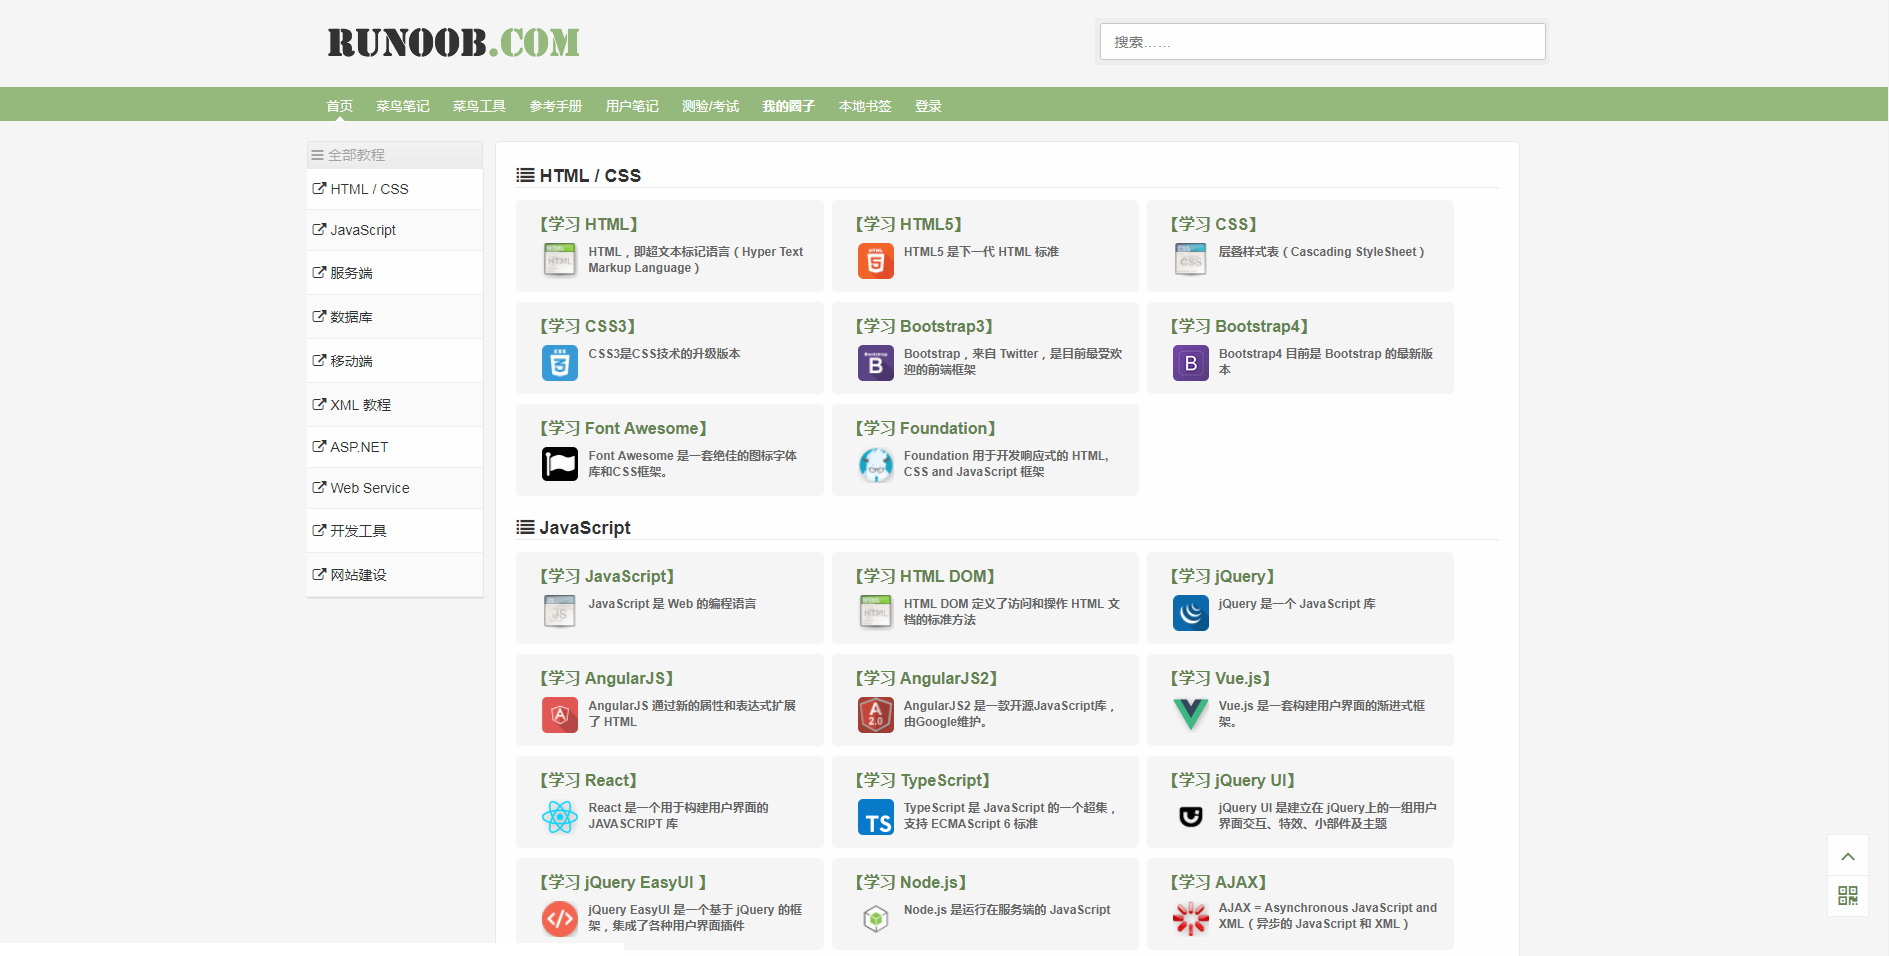 RUNOOB.COM
搜索……
首页 菜鸟笔记 菜鸟工具 参考手册 用户笔记 测验/考试 我的圈子 本地书签 登录
全部教程
HTML / CSS
JavaScript
服务端
数据库
移动端
XML 教程
ASP.NET
Web Service
开发工具
网站建设
HTML / CSS
【学习 HTML】
HTML
HTML，即超文本标记语言（Hyper Text
Markup Language）
【学习 HTML5】
HTML5 是下一代 HTML 标准
【学习 CSS】
CSS
层叠样式表（Cascading StyleSheet）
【学习 CSS3】
CSS3是CSS技术的升级版本
【学习 Bootstrap3】
Bootstrap，来自 Twitter，是目前最受欢
迎的前端框架
【学习 Bootstrap4】
Bootstrap4 目前是 Bootstrap 的最新版
本
【学习 Font Awesome】
Font Awesome 是一套绝佳的图标字体
库和CSS框架。
【学习 Foundation】
Foundation 用于开发响应式的 HTML,
CSS and JavaScript 框架
JavaScript
【学习 JavaScript】
JS
JavaScript 是 Web 的编程语言
【学习 HTML DOM】
HTML
HTML DOM 定义了访问和操作 HTML 文
档的标准方法
【学习 jQuery】
jQuery 是一个 JavaScript 库
【学习 AngularJS】
AngularJS 通过新的属性和表达式扩展
了 HTML
【学习 AngularJS2】
A
2.0
AngularJS2 是一款开源JavaScript库，
由Google维护。
【学习 Vue.js】
Vue.js 是一套构建用户界面的渐进式框
架。
【学习 React】
React 是一个用于构建用户界面的
JAVASCRIPT 库
【学习 TypeScript】
TS
TypeScript 是 JavaScript 的一个超集，
支持 ECMAScript 6 标准
【学习 jQuery UI】
jQuery UI 是建立在 jQuery上的一组用户
界面交互、特效、小部件及主题
【学习 jQuery EasyUI 】
jQuery EasyUI 是一个基于 jQuery 的框
架，集成了各种用户界面插件
【学习 Node.js】
Node.js 是运行在服务端的 JavaScript
【学习 AJAX】
AJAX = Asynchronous JavaScript and
XML（异步的 JavaScript 和 XML）